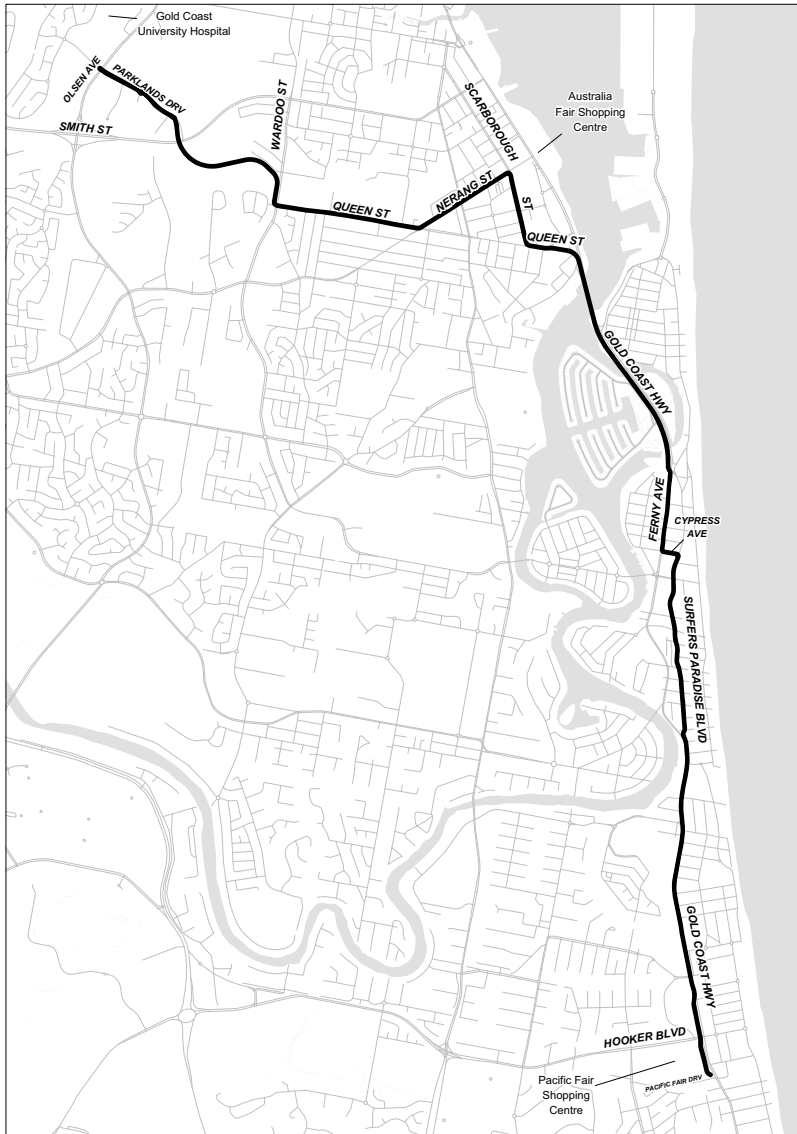 Gold Coast
University Hospital
OLSEN AVE
PARKLANDS DRV
SMITH ST
WARDOO ST
SCARBOROUGH
ST
Australia
Fair Shopping
Centre
NERANG ST
QUEEN ST
QUEEN ST
GOLD COAST HWY
FERNY AVE
CYPRESS
AVE
SURFERS PARADISE BLVD
GOLD COAST HWY
HOOKER BLVD
Pacific Fair
Shopping
Centre
PACIFIC FAIR DRV